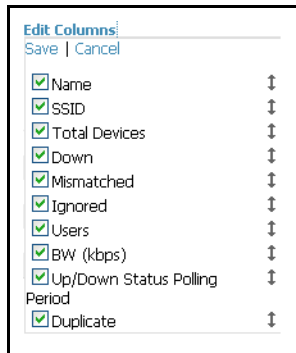 Edit Columns
Save | Cancel
Name
SSID
Total Devices
Down
Mismatched
Ignored
Users
BW (kbps)
Up/Down Status Polling
Period
Duplicate